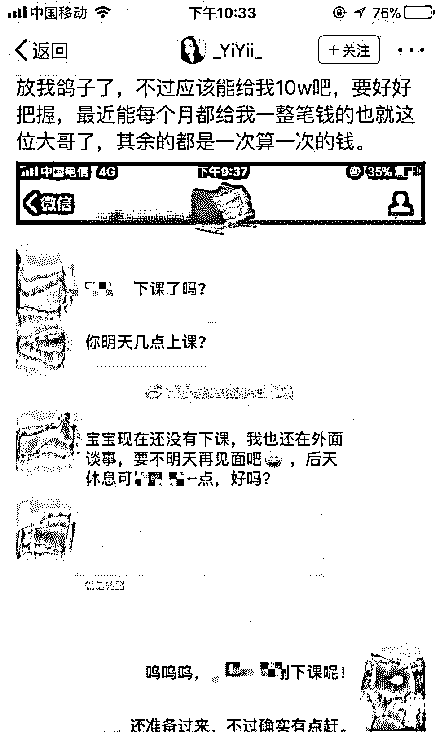 中国移动 下午10:33 76%
返回 _YiYii_ +关注 ...
放我鸽子了，不过应该能给我10w吧，要好好
把握，最近能每个月都给我一整笔钱的也就这
位大哥了，其余的都是一次算一次的钱。
中国电信 4G 下午9:37 35%
微信
下课了吗?
你明天几点上课?
宝宝现在还没有下课，我也还在外面
谈事，要不明天再见面吧 ，后天
休息可 一点，好吗?
呜呜呜， 刚下课呢!
还准备过来，不过确实有点赶。